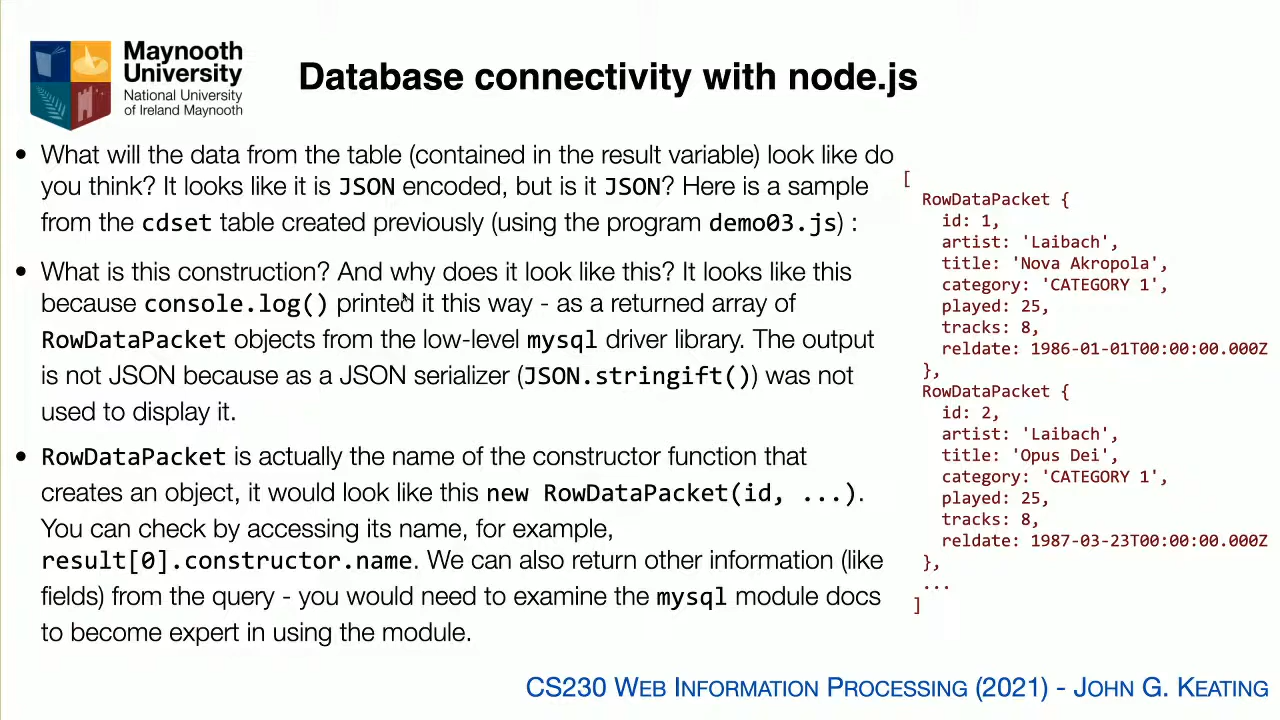 Maynooth
University
National University
of Ireland Maynooth
Database connectivity with node.js
• What will the data from the table (contained in the result variable) look like do
you think? It looks like it is JSON encoded, but is it JSON? Here is a sample
from the cdset table created previously (using the program demo03.js) :
• What is this construction? And why does it look like this? It looks like this
because console.log() printed it this way - as a returned array of
RowDataPacket objects from the low-level mysql driver library. The output
is not JSON because as a JSON serializer (JSON.stringift()) was not
used to display it.
• RowDataPacket is actually the name of the constructor function that
creates an object, it would look like this new RowDataPacket(id, ...).
You can check by accessing its name, for example,
result[0].constructor.name. We can also return other information (like
fields) from the query - you would need to examine the mysql module docs
to become expert in using the module.
[
RowDataPacket {
id: 1,
artist: 'Laibach',
title: 'Nova Akropola',
category: 'CATEGORY 1',
played: 25,
tracks: 8,
reldate: 1986-01-01T00:00:00.000Z
},
RowDataPacket {
id: 2,
artist: 'Laibach',
title: 'Opus Dei',
category: 'CATEGORY 1',
played: 25,
tracks: 8,
reldate: 1987-03-23T00:00:00.000Z
},
...
]
CS230 Web Information Processing (2021) - John G. Keating